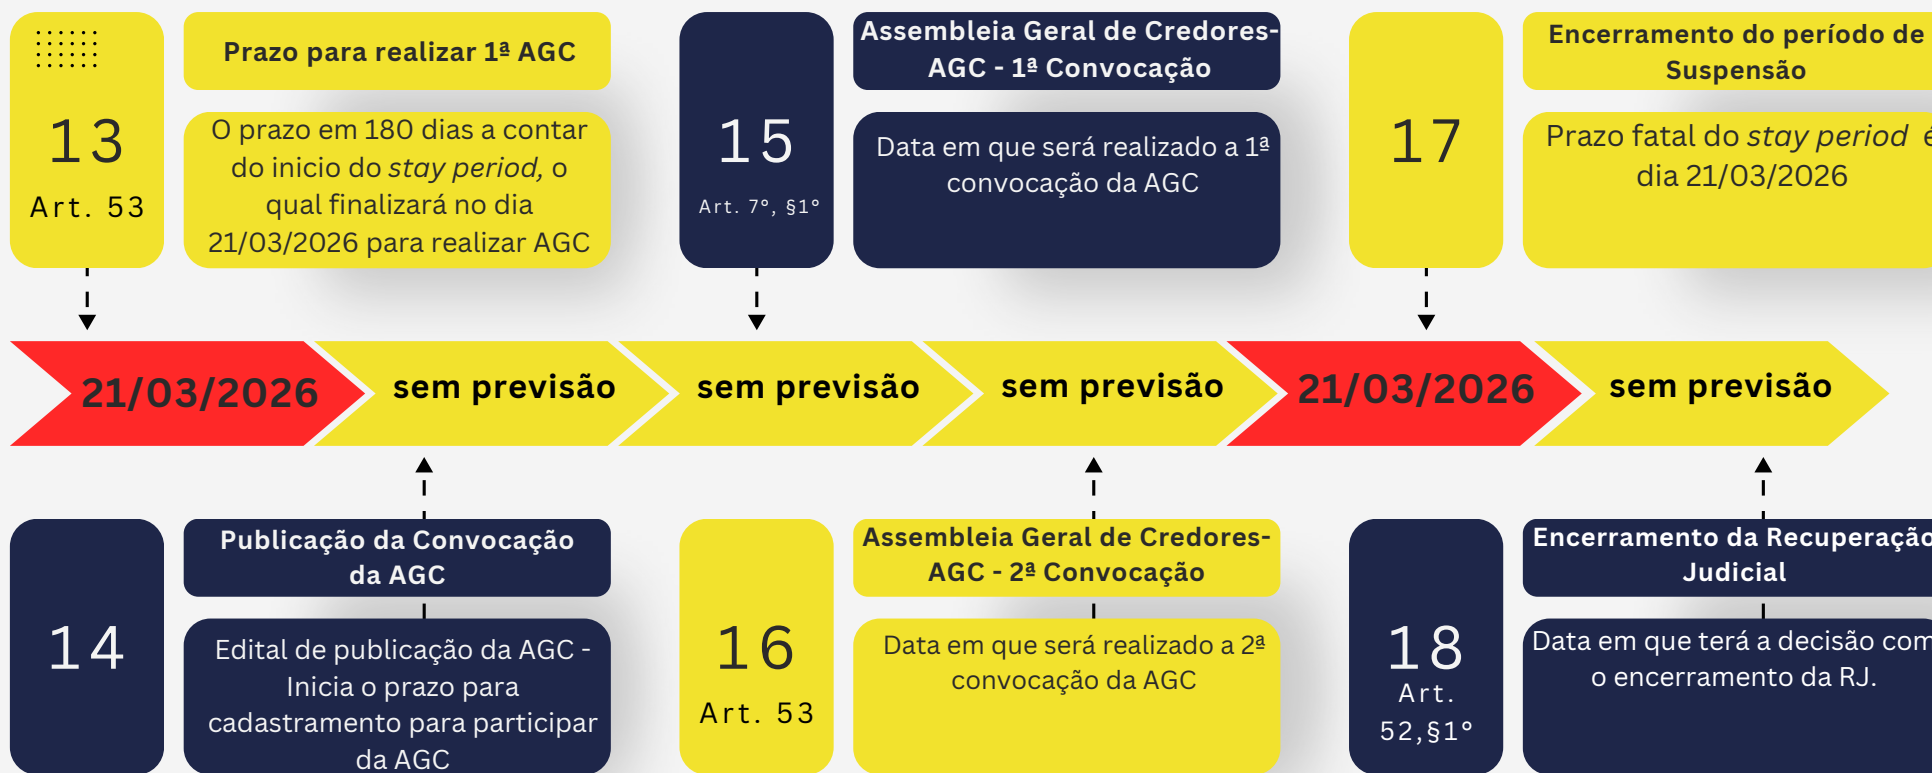 13
Art. 53
Prazo para realizar 1ª AGC
O prazo em 180 dias a contar
do inicio do stay period, o
qual finalizará no dia
21/03/2026 para realizar AGC
15
Art. 7º, §1º
Assembleia Geral de Credores-
AGC - 1ª Convocação
Data em que será realizado a 1ª
convocação da AGC
17
Encerramento do período de
Suspensão
Prazo fatal do stay period é
dia 21/03/2026
21/03/2026
sem previsão
sem previsão
sem previsão
21/03/2026
sem previsão
14
Publicação da Convocação
da AGC
Edital de publicação da AGC -
Inicia o prazo para
cadastramento para participar
da AGC
16
Art. 53
Assembleia Geral de Credores-
AGC - 2ª Convocação
Data em que será realizado a 2ª
convocação da AGC
18
Art.
52,§1º
Encerramento da Recuperação
Judicial
Data em que terá a decisão com
o encerramento da RJ.